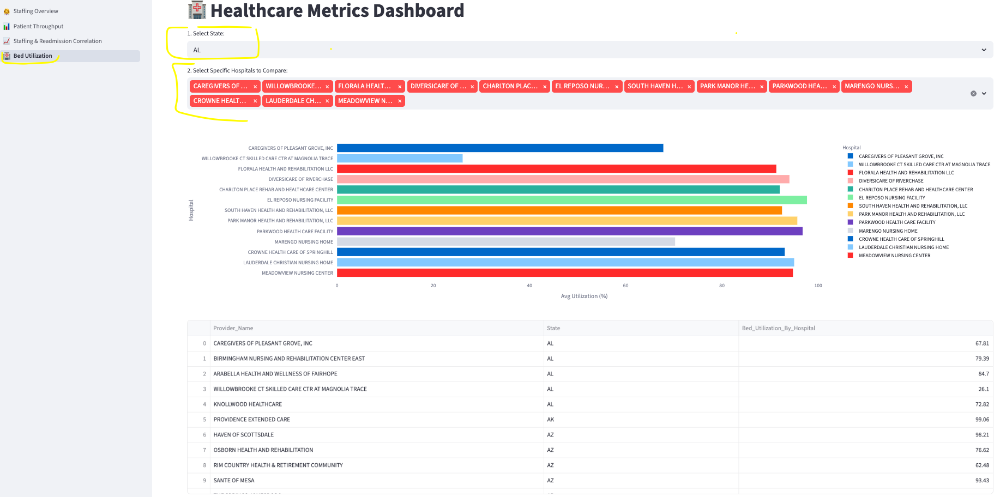 Staffing Overview
Patient Throughput
Staffing & Readmission Correlation
Bed Utilization
Healthcare Metrics Dashboard
1. Select State:
AL
2. Select Specific Hospitals to Compare:
CAREGIVERS OF ... × WILLOWBROOKE... × FLORALA HEALT... × DIVERSICARE OF ... × CHARLTON PLAC... × EL REPOSO NUR... × SOUTH HAVEN H... × PARK MANOR HE... × PARKWOOD HEA... × MARENGO NURS... ×
CROWNE HEALT... × LAUDERDALE CH... × MEADOWVIEW N... ×
Hospital
CAREGIVERS OF PLEASANT GROVE, INC
WILLOWBROOKE CT SKILLED CARE CTR AT MAGNOLIA TRACE
FLORALA HEALTH AND REHABILITATION LLC
DIVERSICARE OF RIVERCHASE
CHARLTON PLACE REHAB AND HEALTHCARE CENTER
EL REPOSO NURSING FACILITY
SOUTH HAVEN HEALTH AND REHABILITATION, LLC
PARK MANOR HEALTH AND REHABILITATION, LLC
PARKWOOD HEALTH CARE FACILITY
MARENGO NURSING HOME
CROWNE HEALTH CARE OF SPRINGHILL
LAUDERDALE CHRISTIAN NURSING HOME
MEADOWVIEW NURSING CENTER
0 20 40 60 80 100
Avg Utilization (%)
Hospital
CAREGIVERS OF PLEASANT GROVE, INC
WILLOWBROOKE CT SKILLED CARE CTR AT MAGNOLIA TRACE
FLORALA HEALTH AND REHABILITATION LLC
DIVERSICARE OF RIVERCHASE
CHARLTON PLACE REHAB AND HEALTHCARE CENTER
EL REPOSO NURSING FACILITY
SOUTH HAVEN HEALTH AND REHABILITATION, LLC
PARK MANOR HEALTH AND REHABILITATION, LLC
PARKWOOD HEALTH CARE FACILITY
MARENGO NURSING HOME
CROWNE HEALTH CARE OF SPRINGHILL
LAUDERDALE CHRISTIAN NURSING HOME
MEADOWVIEW NURSING CENTER
Provider_Name State Bed_Utilization_By_Hospital
0 CAREGIVERS OF PLEASANT GROVE, INC AL 67.81
1 BIRMINGHAM NURSING AND REHABILITATION CENTER EAST AL 79.39
2 ARABELLA HEALTH AND WELLNESS OF FAIRHOPE AL 84.7
3 WILLOWBROOKE CT SKILLED CARE CTR AT MAGNOLIA TRACE AL 26.1
4 KNOLLWOOD HEALTHCARE AL 72.82
5 PROVIDENCE EXTENDED CARE AK 99.06
6 HAVEN OF SCOTTSDALE AZ 98.21
7 OSBORN HEALTH AND REHABILITATION AZ 76.62
8 RIM COUNTRY HEALTH & RETIREMENT COMMUNITY AZ 62.48
9 SANTE OF MESA AZ 93.43